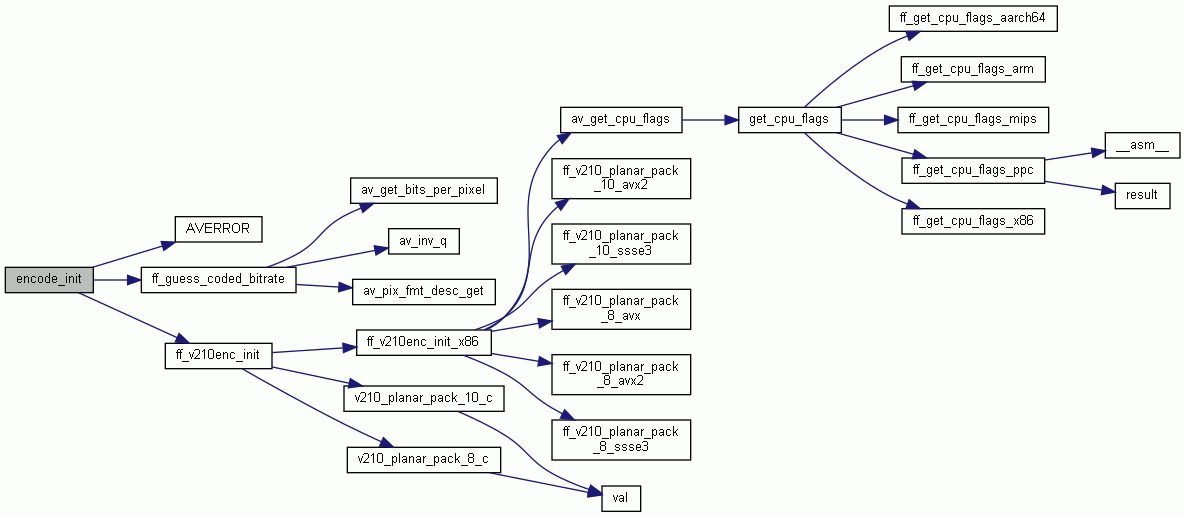 encode_init
AVERROR
ff_guess_coded_bitrate
ff_v210enc_init
av_get_bits_per_pixel
av_inv_q
av_pix_fmt_desc_get
ff_v210enc_init_x86
v210_planar_pack_10_c
v210_planar_pack_8_c
av_get_cpu_flags
ff_v210_planar_pack
_10_avx2
ff_v210_planar_pack
_10_ssse3
ff_v210_planar_pack
_8_avx
ff_v210_planar_pack
_8_avx2
ff_v210_planar_pack
_8_ssse3
val
get_cpu_flags
ff_get_cpu_flags_aarch64
ff_get_cpu_flags_arm
ff_get_cpu_flags_mips
ff_get_cpu_flags_ppc
ff_get_cpu_flags_x86
__asm__
result